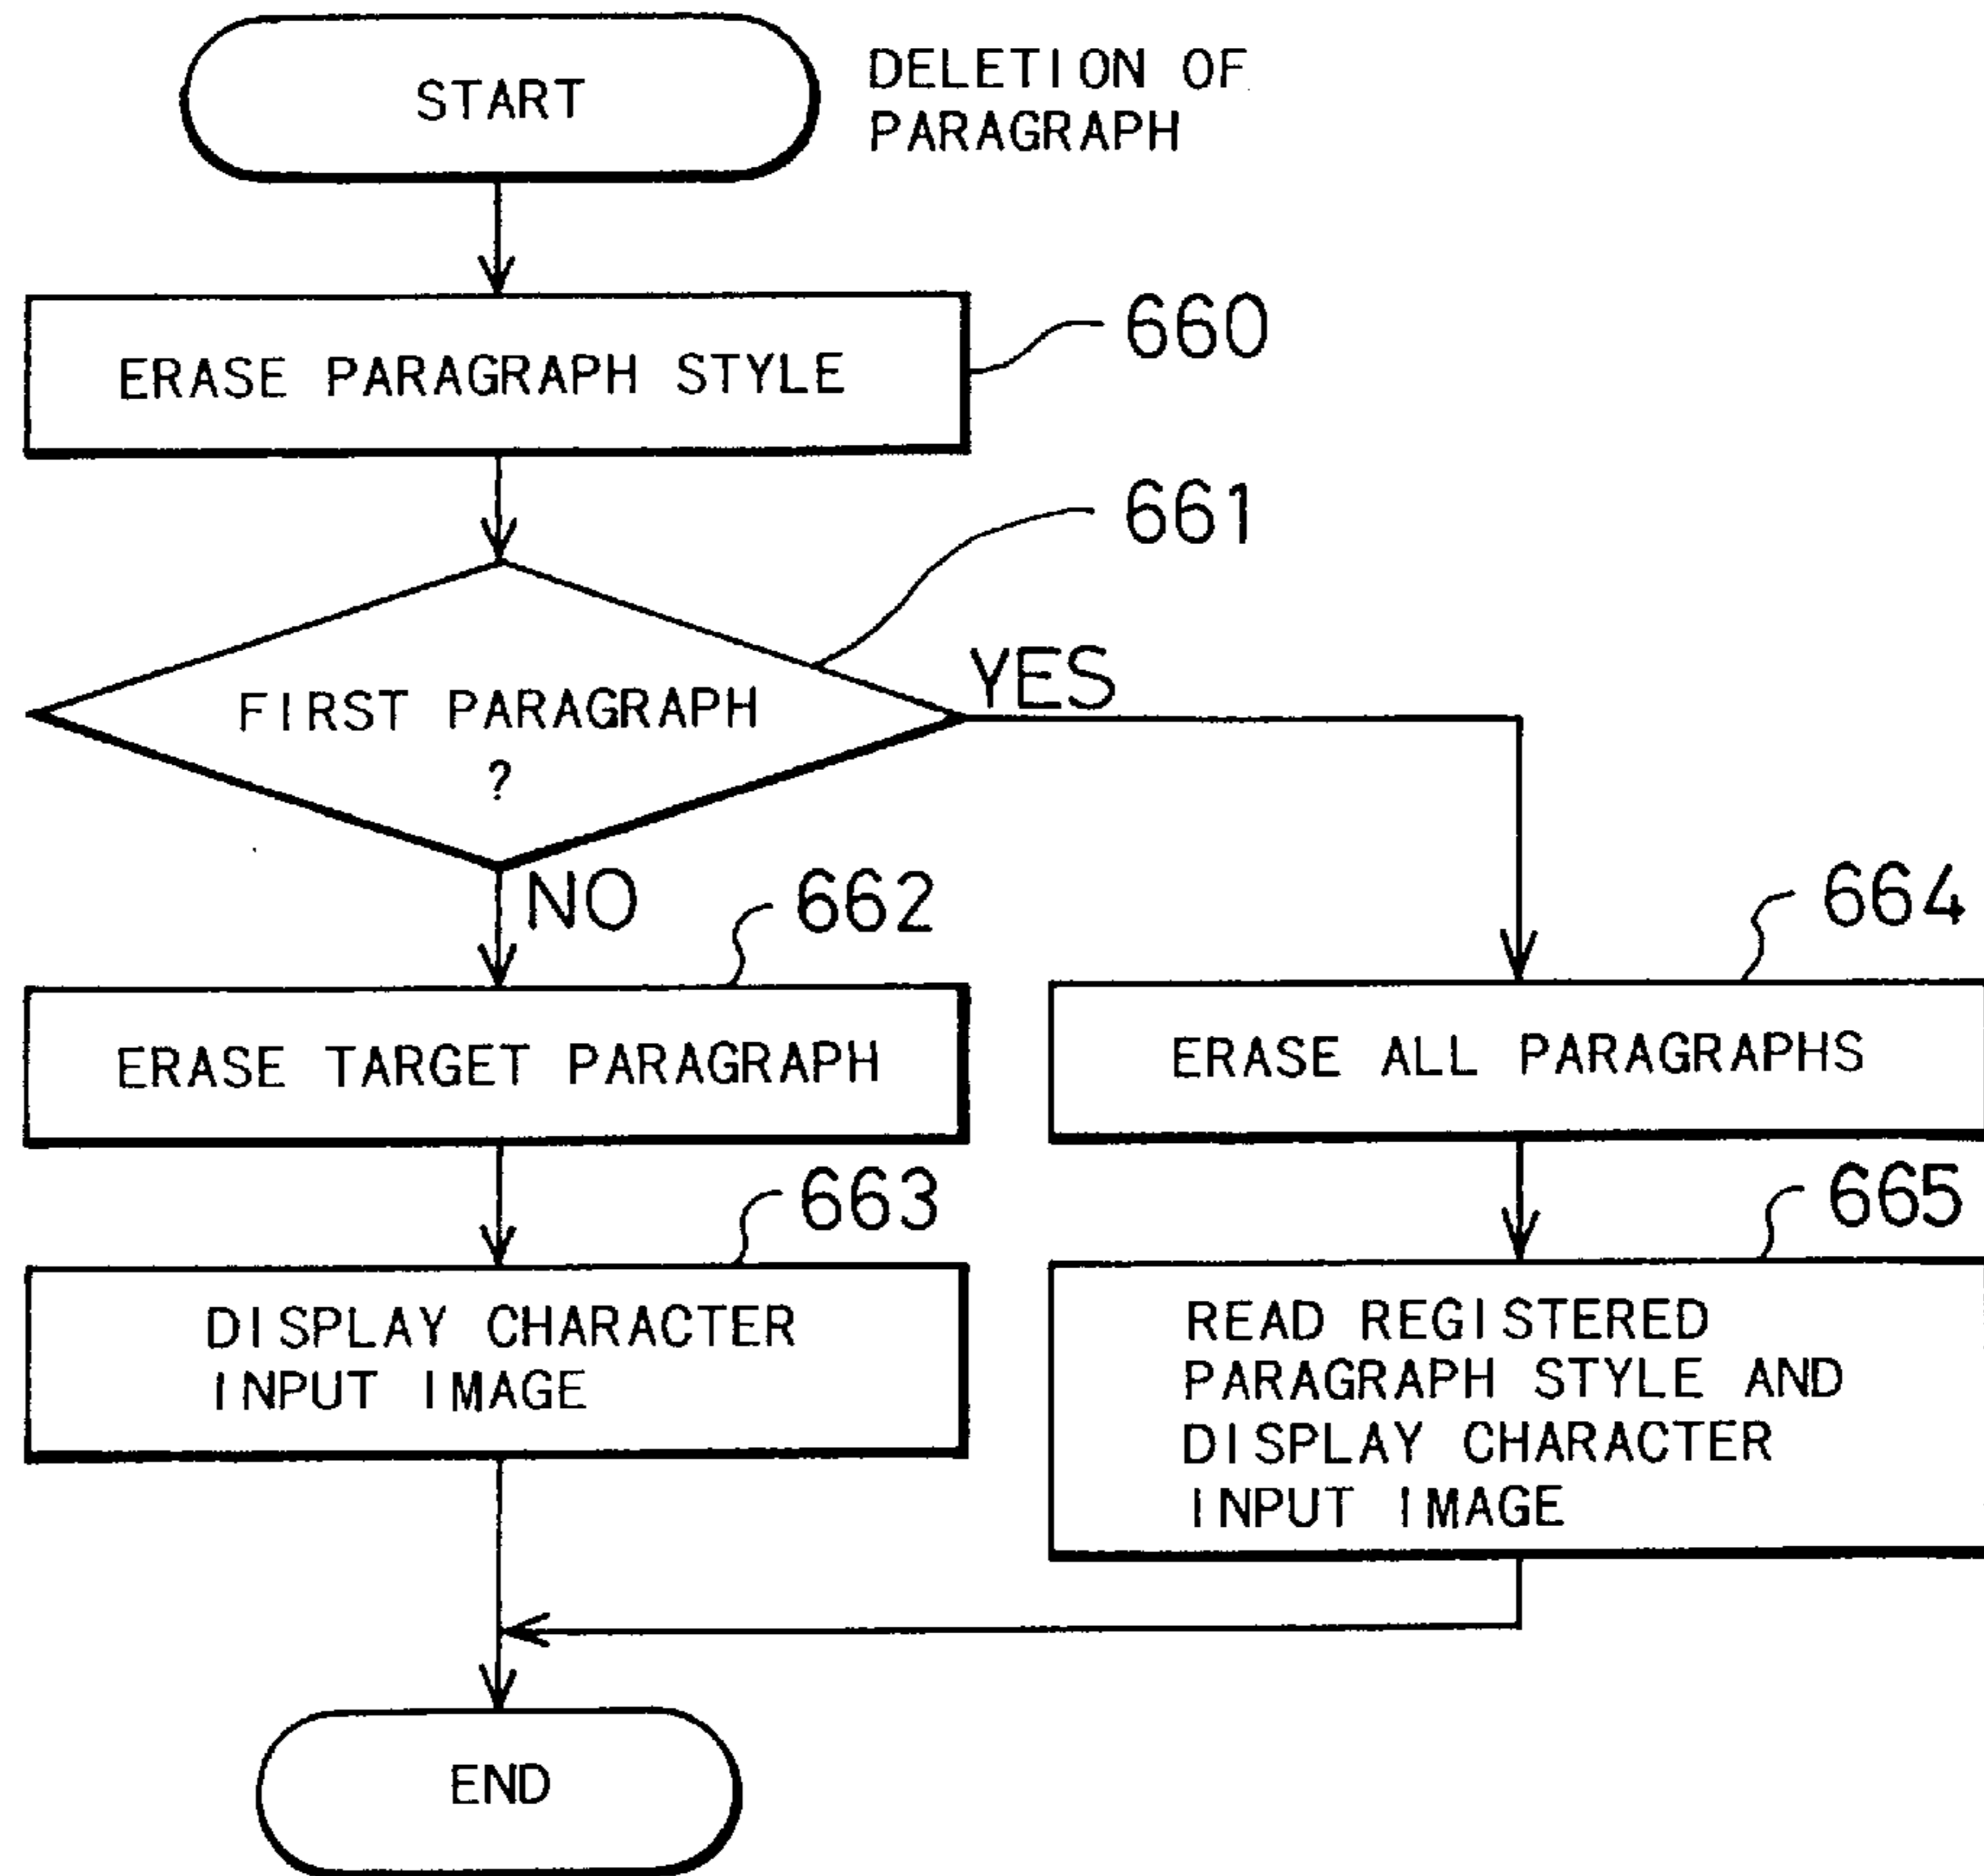 START
DELETION OF
PARAGRAPH
ERASE PARAGRAPH STYLE
660
661
FIRST PARAGRAPH
?
YES
NO
662
664
ERASE TARGET PARAGRAPH
ERASE ALL PARAGRAPHS
663
665
DISPLAY CHARACTER
INPUT IMAGE
READ REGISTERED
PARAGRAPH STYLE AND
DISPLAY CHARACTER
INPUT IMAGE
END